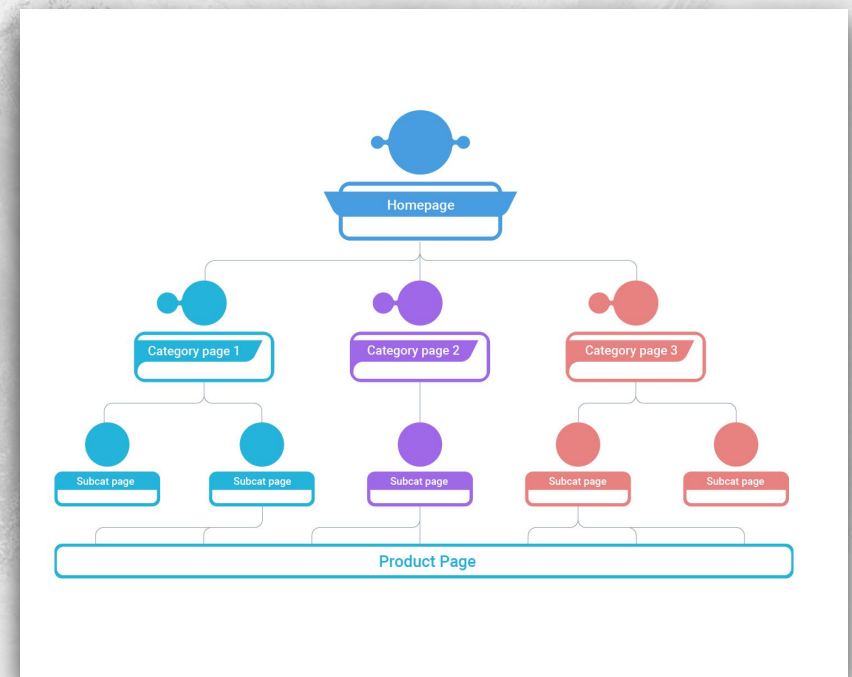 Homepage
Category page 1
Category page 2
Category page 3
Subcat page
Subcat page
Subcat page
Subcat page
Subcat page
Product Page